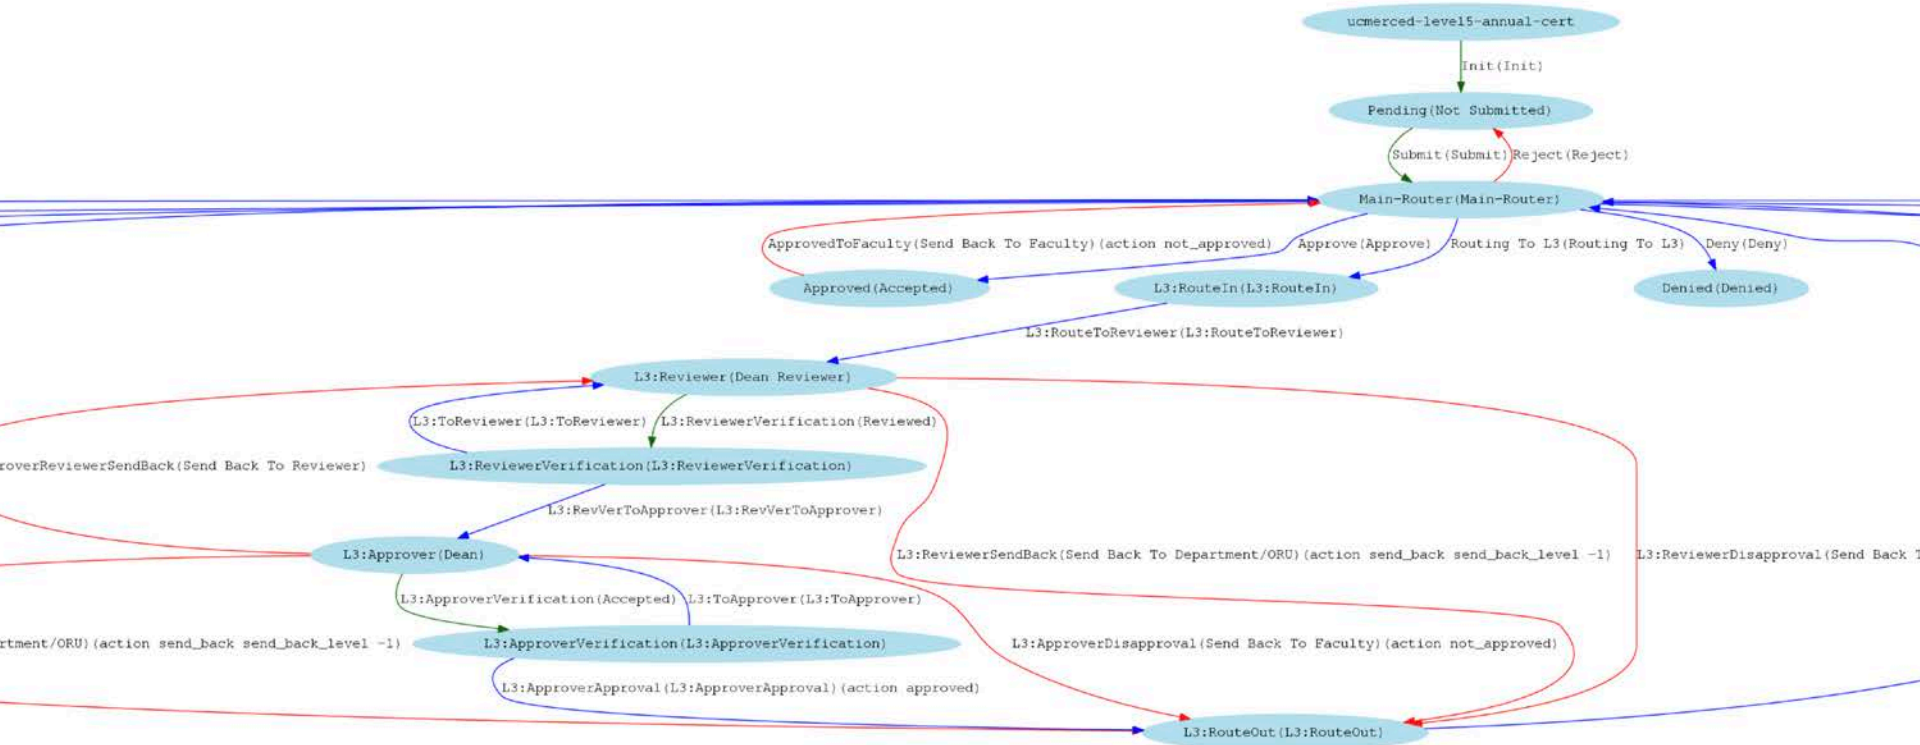 ucmerced-level5-annual-cert
Init(Init)
Pending(Not Submitted)
Submit(Submit)
Reject(Reject)
Main-Router(Main-Router)
ApprovedToFaculty(Send Back To Faculty)(action not_approved)
Approve(Approve)
Routing To L3(Routing To L3)
Deny(Deny)
Approved(Accepted)
L3:RouteIn(L3:RouteIn)
Denied(Denied)
L3:RouteToReviewer(L3:RouteToReviewer)
L3:Reviewer(Dean Reviewer)
L3:ToReviewer(L3:ToReviewer)
L3:ReviewerVerification(Reviewed)
roverReviewerSendBack(Send Back To Reviewer)
L3:ReviewerVerification(L3:ReviewerVerification)
L3:RevVerToApprover(L3:RevVerToApprover)
L3:Approver(Dean)
L3:ReviewerSendBack(Send Back To Department/ORU)(action send_back send_back_level -1)
L3:ReviewerDisapproval(Send Back
L3:ApproverVerification(Accepted)
L3:ToApprover(L3:ToApprover)
rtment/ORU)(action send_back send_back_level -1)
L3:ApproverVerification(L3:ApproverVerification)
L3:ApproverDisapproval(Send Back To Faculty)(action not_approved)
L3:ApproverApproval(L3:ApproverApproval)(action approved)
L3:RouteOut(L3:RouteOut)